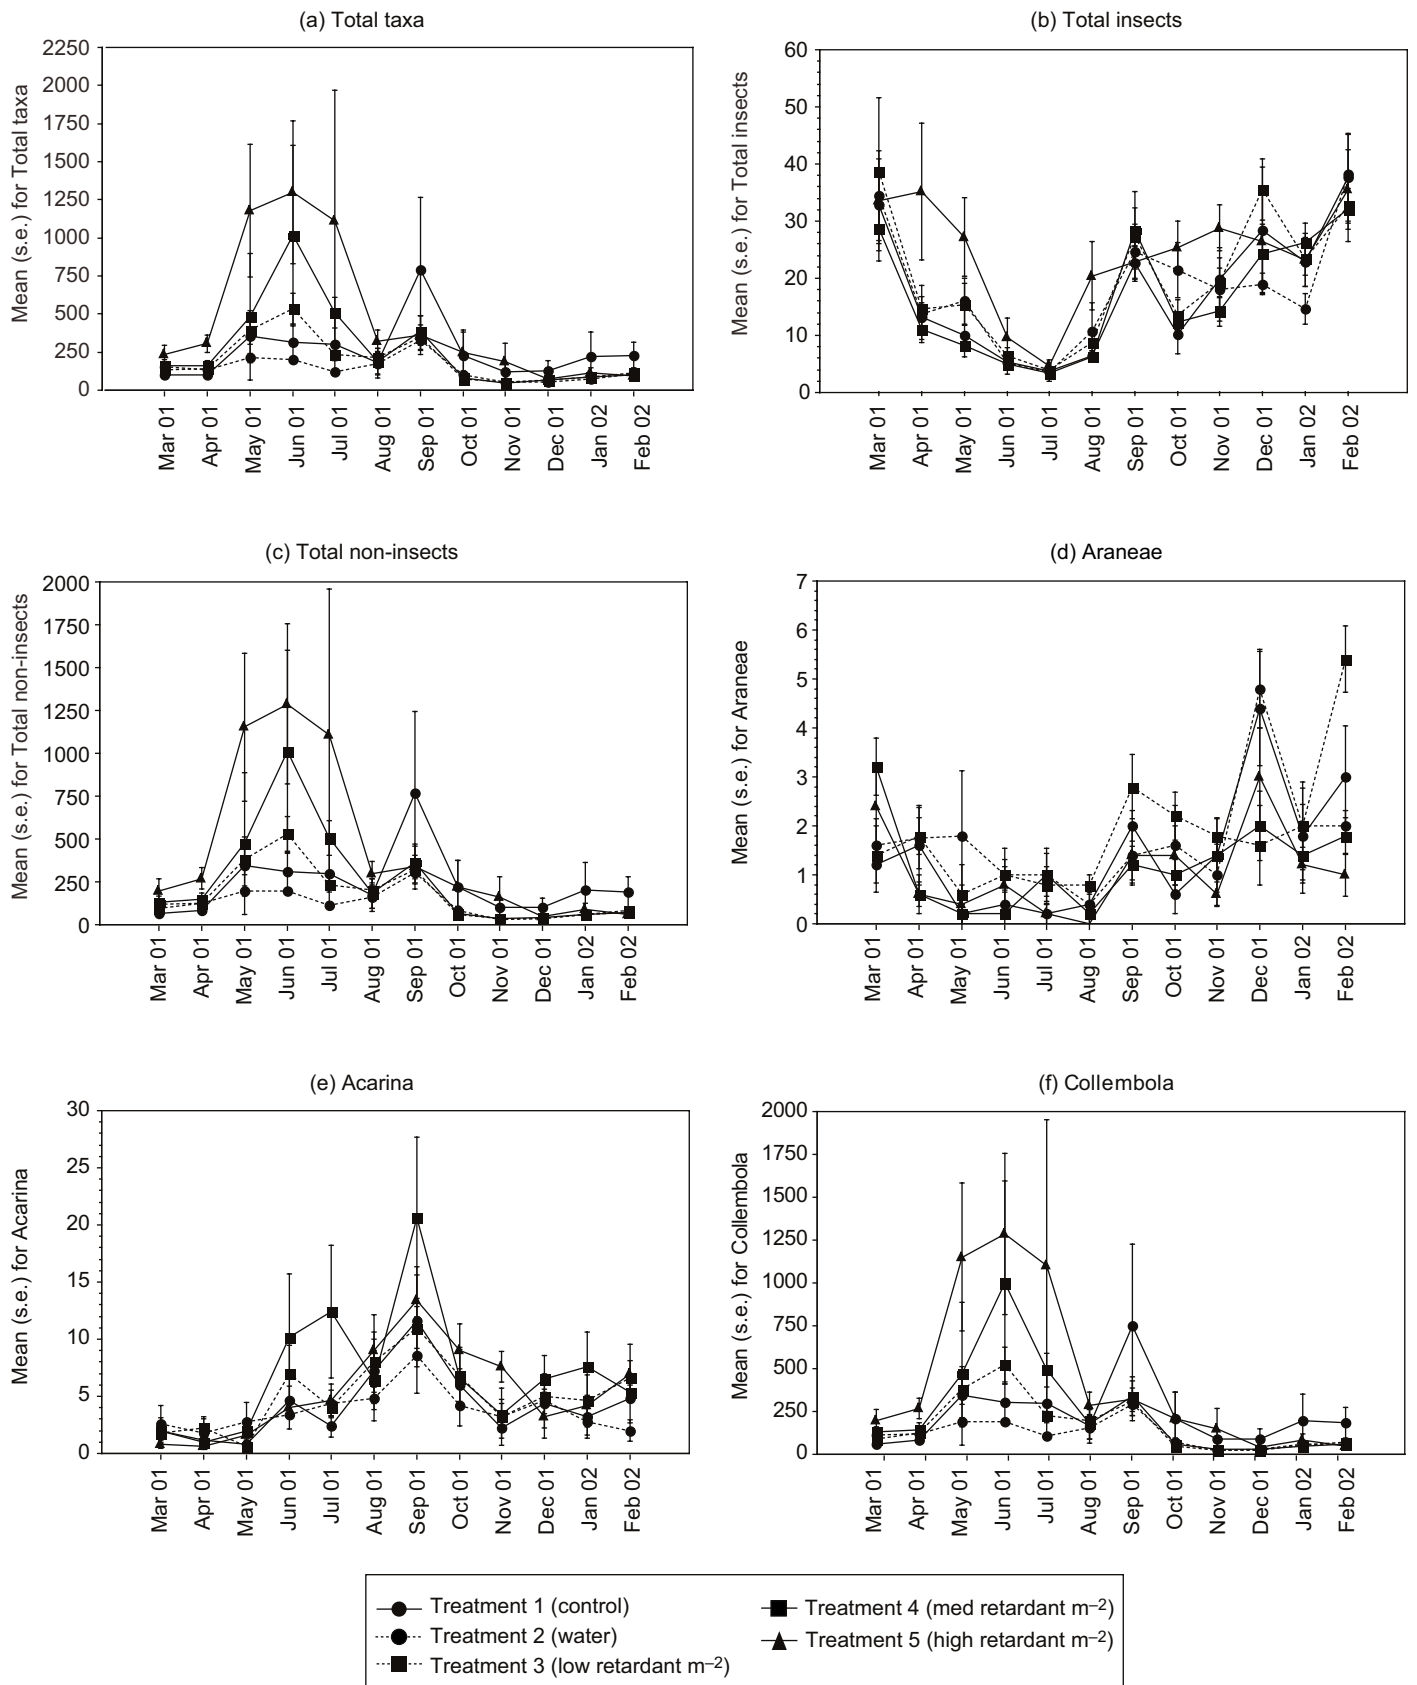 (a) Total taxa
Mean (s.e.) for Total taxa
2250
2000
1750
1500
1250
1000
750
500
250
0
Mar 01
Apr 01
May 01
Jun 01
Jul 01
Aug 01
Sep 01
Oct 01
Nov 01
Dec 01
Jan 02
Feb 02
(b) Total insects
Mean (s.e.) for Total insects
60
50
40
30
20
10
0
Mar 01
Apr 01
May 01
Jun 01
Jul 01
Aug 01
Sep 01
Oct 01
Nov 01
Dec 01
Jan 02
Feb 02
(c) Total non-insects
Mean (s.e.) for Total non-insects
2000
1750
1500
1250
1000
750
500
250
0
Mar 01
Apr 01
May 01
Jun 01
Jul 01
Aug 01
Sep 01
Oct 01
Nov 01
Dec 01
Jan 02
Feb 02
(d) Araneae
Mean (s.e.) for Araneae
7
6
5
4
3
2
1
0
Mar 01
Apr 01
May 01
Jun 01
Jul 01
Aug 01
Sep 01
Oct 01
Nov 01
Dec 01
Jan 02
Feb 02
(e) Acarina
Mean (s.e.) for Acarina
30
25
20
15
10
5
0
Mar 01
Apr 01
May 01
Jun 01
Jul 01
Aug 01
Sep 01
Oct 01
Nov 01
Dec 01
Jan 02
Feb 02
(f) Collembola
Mean (s.e.) for Collembola
2000
1750
1500
1250
1000
750
500
250
0
Mar 01
Apr 01
May 01
Jun 01
Jul 01
Aug 01
Sep 01
Oct 01
Nov 01
Dec 01
Jan 02
Feb 02
Treatment 1 (control)
Treatment 2 (water)
Treatment 3 (low retardant m⁻²)
Treatment 4 (med retardant m⁻²)
Treatment 5 (high retardant m⁻²)